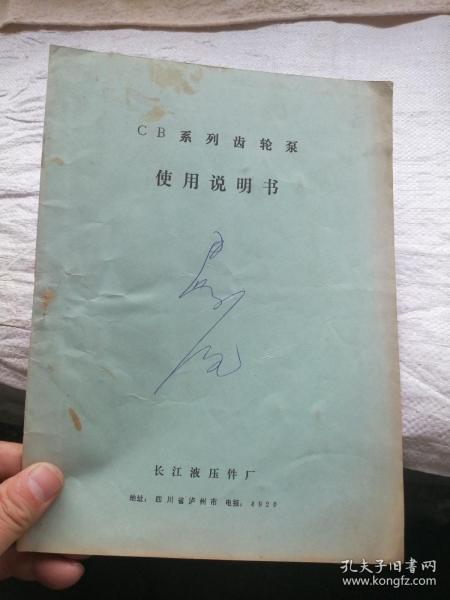 CB系列齿轮泵
使用说明书
长江液压件厂
地址：四川省泸州市 电报：4920
孔夫子旧书网
www.kongfz.com